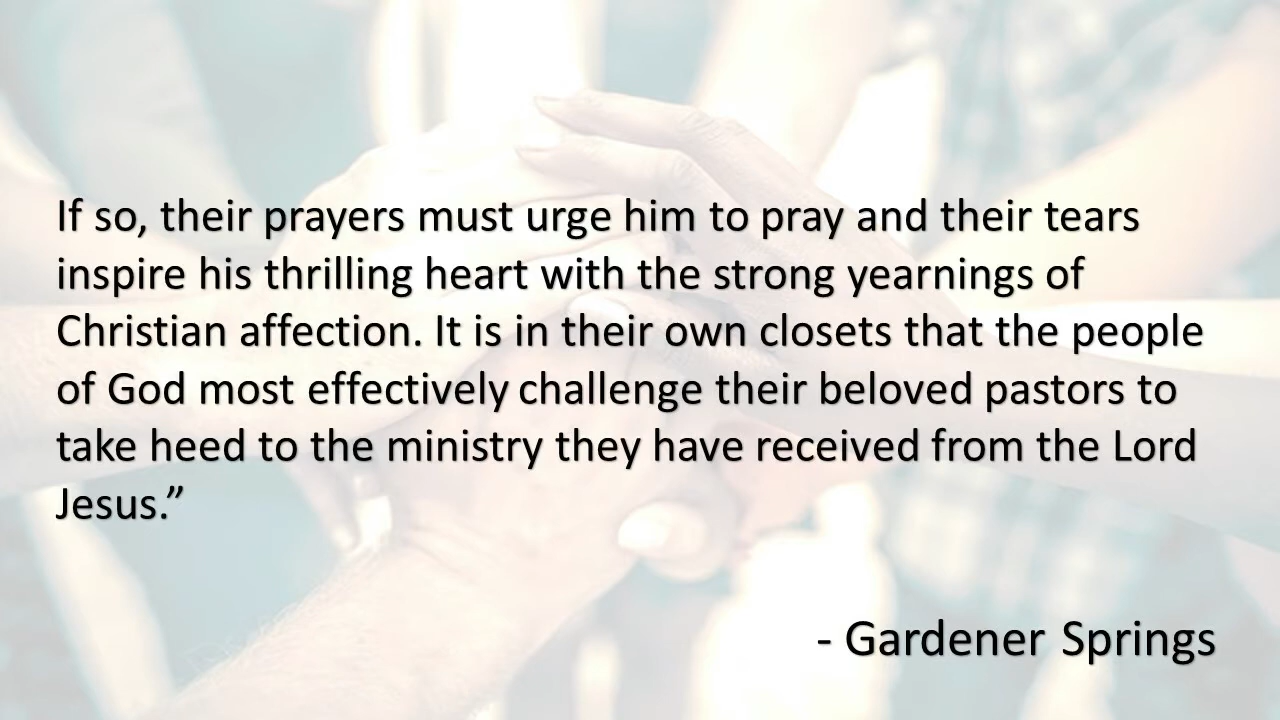 If so, their prayers must urge him to pray and their tears
inspire his thrilling heart with the strong yearnings of
Christian affection. It is in their own closets that the people
of God most effectively challenge their beloved pastors to
take heed to the ministry they have received from the Lord
Jesus.”
- Gardener Springs